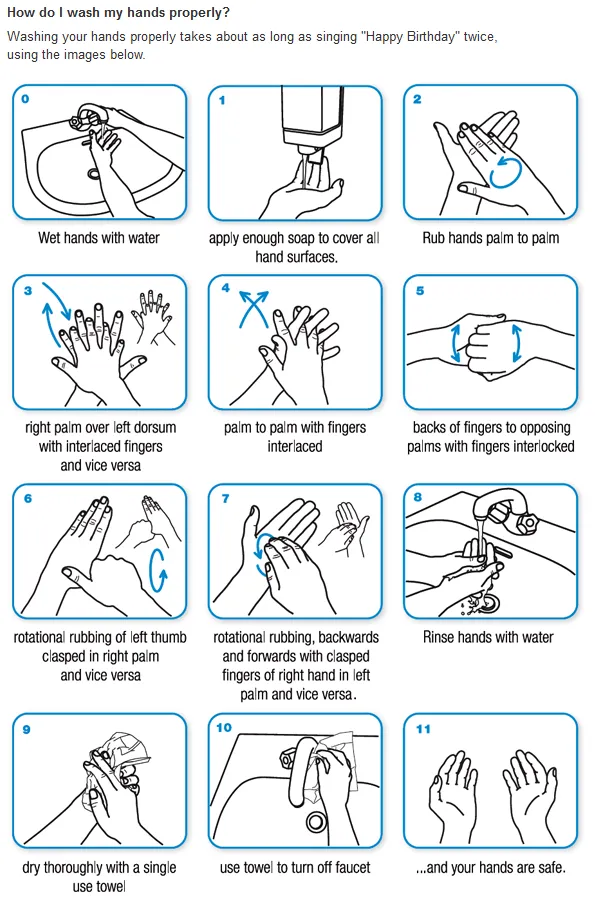 How do I wash my hands properly?
Washing your hands properly takes about as long as singing "Happy Birthday" twice,
using the images below.
0
1
2
Wet hands with water
apply enough soap to cover all
hand surfaces.
Rub hands palm to palm
3
4
5
right palm over left dorsum
with interlaced fingers
and vice versa
palm to palm with fingers
interlaced
backs of fingers to opposing
palms with fingers interlocked
6
7
8
rotational rubbing of left thumb
clasped in right palm
and vice versa
rotational rubbing, backwards
and forwards with clasped
fingers of right hand in left
palm and vice versa.
Rinse hands with water
9
10
11
dry thoroughly with a single
use towel
use towel to turn off faucet
...and your hands are safe.